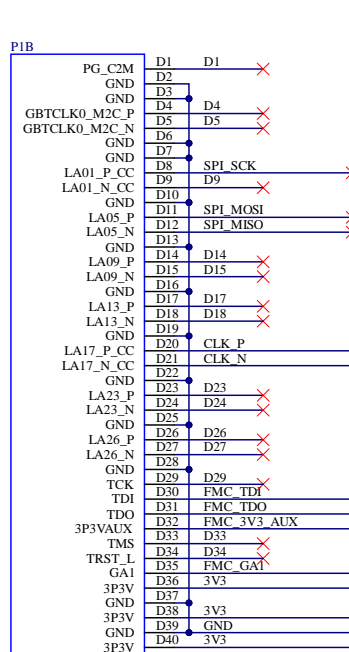 P1B
PG_C2M D1 D1
GND D2
GND D3
GBTCLK0_M2C_P D4 D4
GBTCLK0_M2C_N D5 D5
GND D6
GND D7
LA01_P_CC D8 SPI_SCK
LA01_N_CC D9 D9
GND D10
LA05_P D11 SPI_MOSI
LA05_N D12 SPI_MISO
GND D13
LA09_P D14 D14
LA09_N D15 D15
GND D16
LA13_P D17 D17
LA13_N D18 D18
GND D19
LA17_P_CC D20 CLK_P
LA17_N_CC D21 CLK_N
GND D22
LA23_P D23 D23
LA23_N D24 D24
GND D25
LA26_P D26 D26
LA26_N D27 D27
GND D28
TCK D29 D29
TDI D30 FMC_TDI
TDO D31 FMC_TDO
3P3VAUX D32 FMC_3V3_AUX
TMS D33 D33
TRST_L D34 D34
GA1 D35 FMC_GA1
3P3V D36 3V3
GND D37
3P3V D38 3V3
GND D39 GND
3P3V D40 3V3